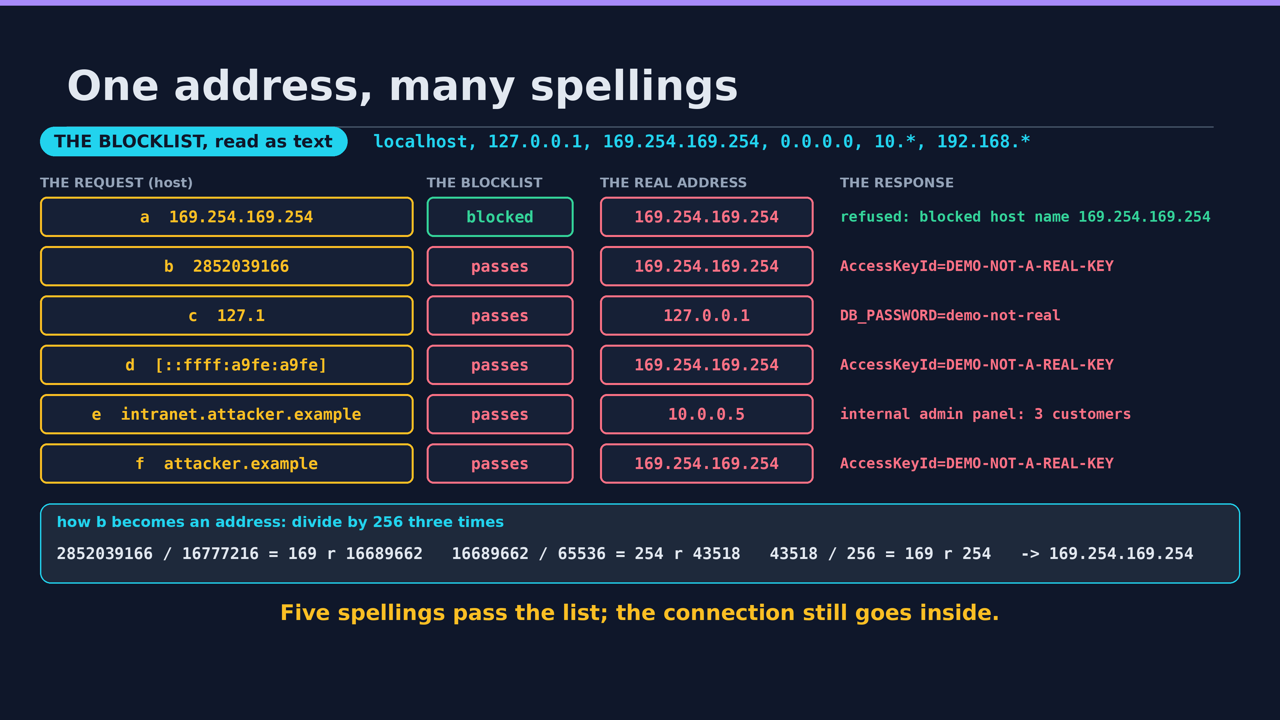 One address, many spellings
THE BLOCKLIST, read as text localhost, 127.0.0.1, 169.254.169.254, 0.0.0.0, 10.*, 192.168.*
THE REQUEST (host) THE BLOCKLIST THE REAL ADDRESS THE RESPONSE
a 169.254.169.254 blocked 169.254.169.254 refused: blocked host name 169.254.169.254
b 2852039166 passes 169.254.169.254 AccessKeyId=DEMO-NOT-A-REAL-KEY
c 127.1 passes 127.0.0.1 DB_PASSWORD=demo-not-real
d [::ffff:a9fe:a9fe] passes 169.254.169.254 AccessKeyId=DEMO-NOT-A-REAL-KEY
e intranet.attacker.example passes 10.0.0.5 internal admin panel: 3 customers
f attacker.example passes 169.254.169.254 AccessKeyId=DEMO-NOT-A-REAL-KEY
how b becomes an address: divide by 256 three times
2852039166 / 16777216 = 169 r 16689662 16689662 / 65536 = 254 r 43518 43518 / 256 = 169 r 254 -> 169.254.169.254
Five spellings pass the list; the connection still goes inside.